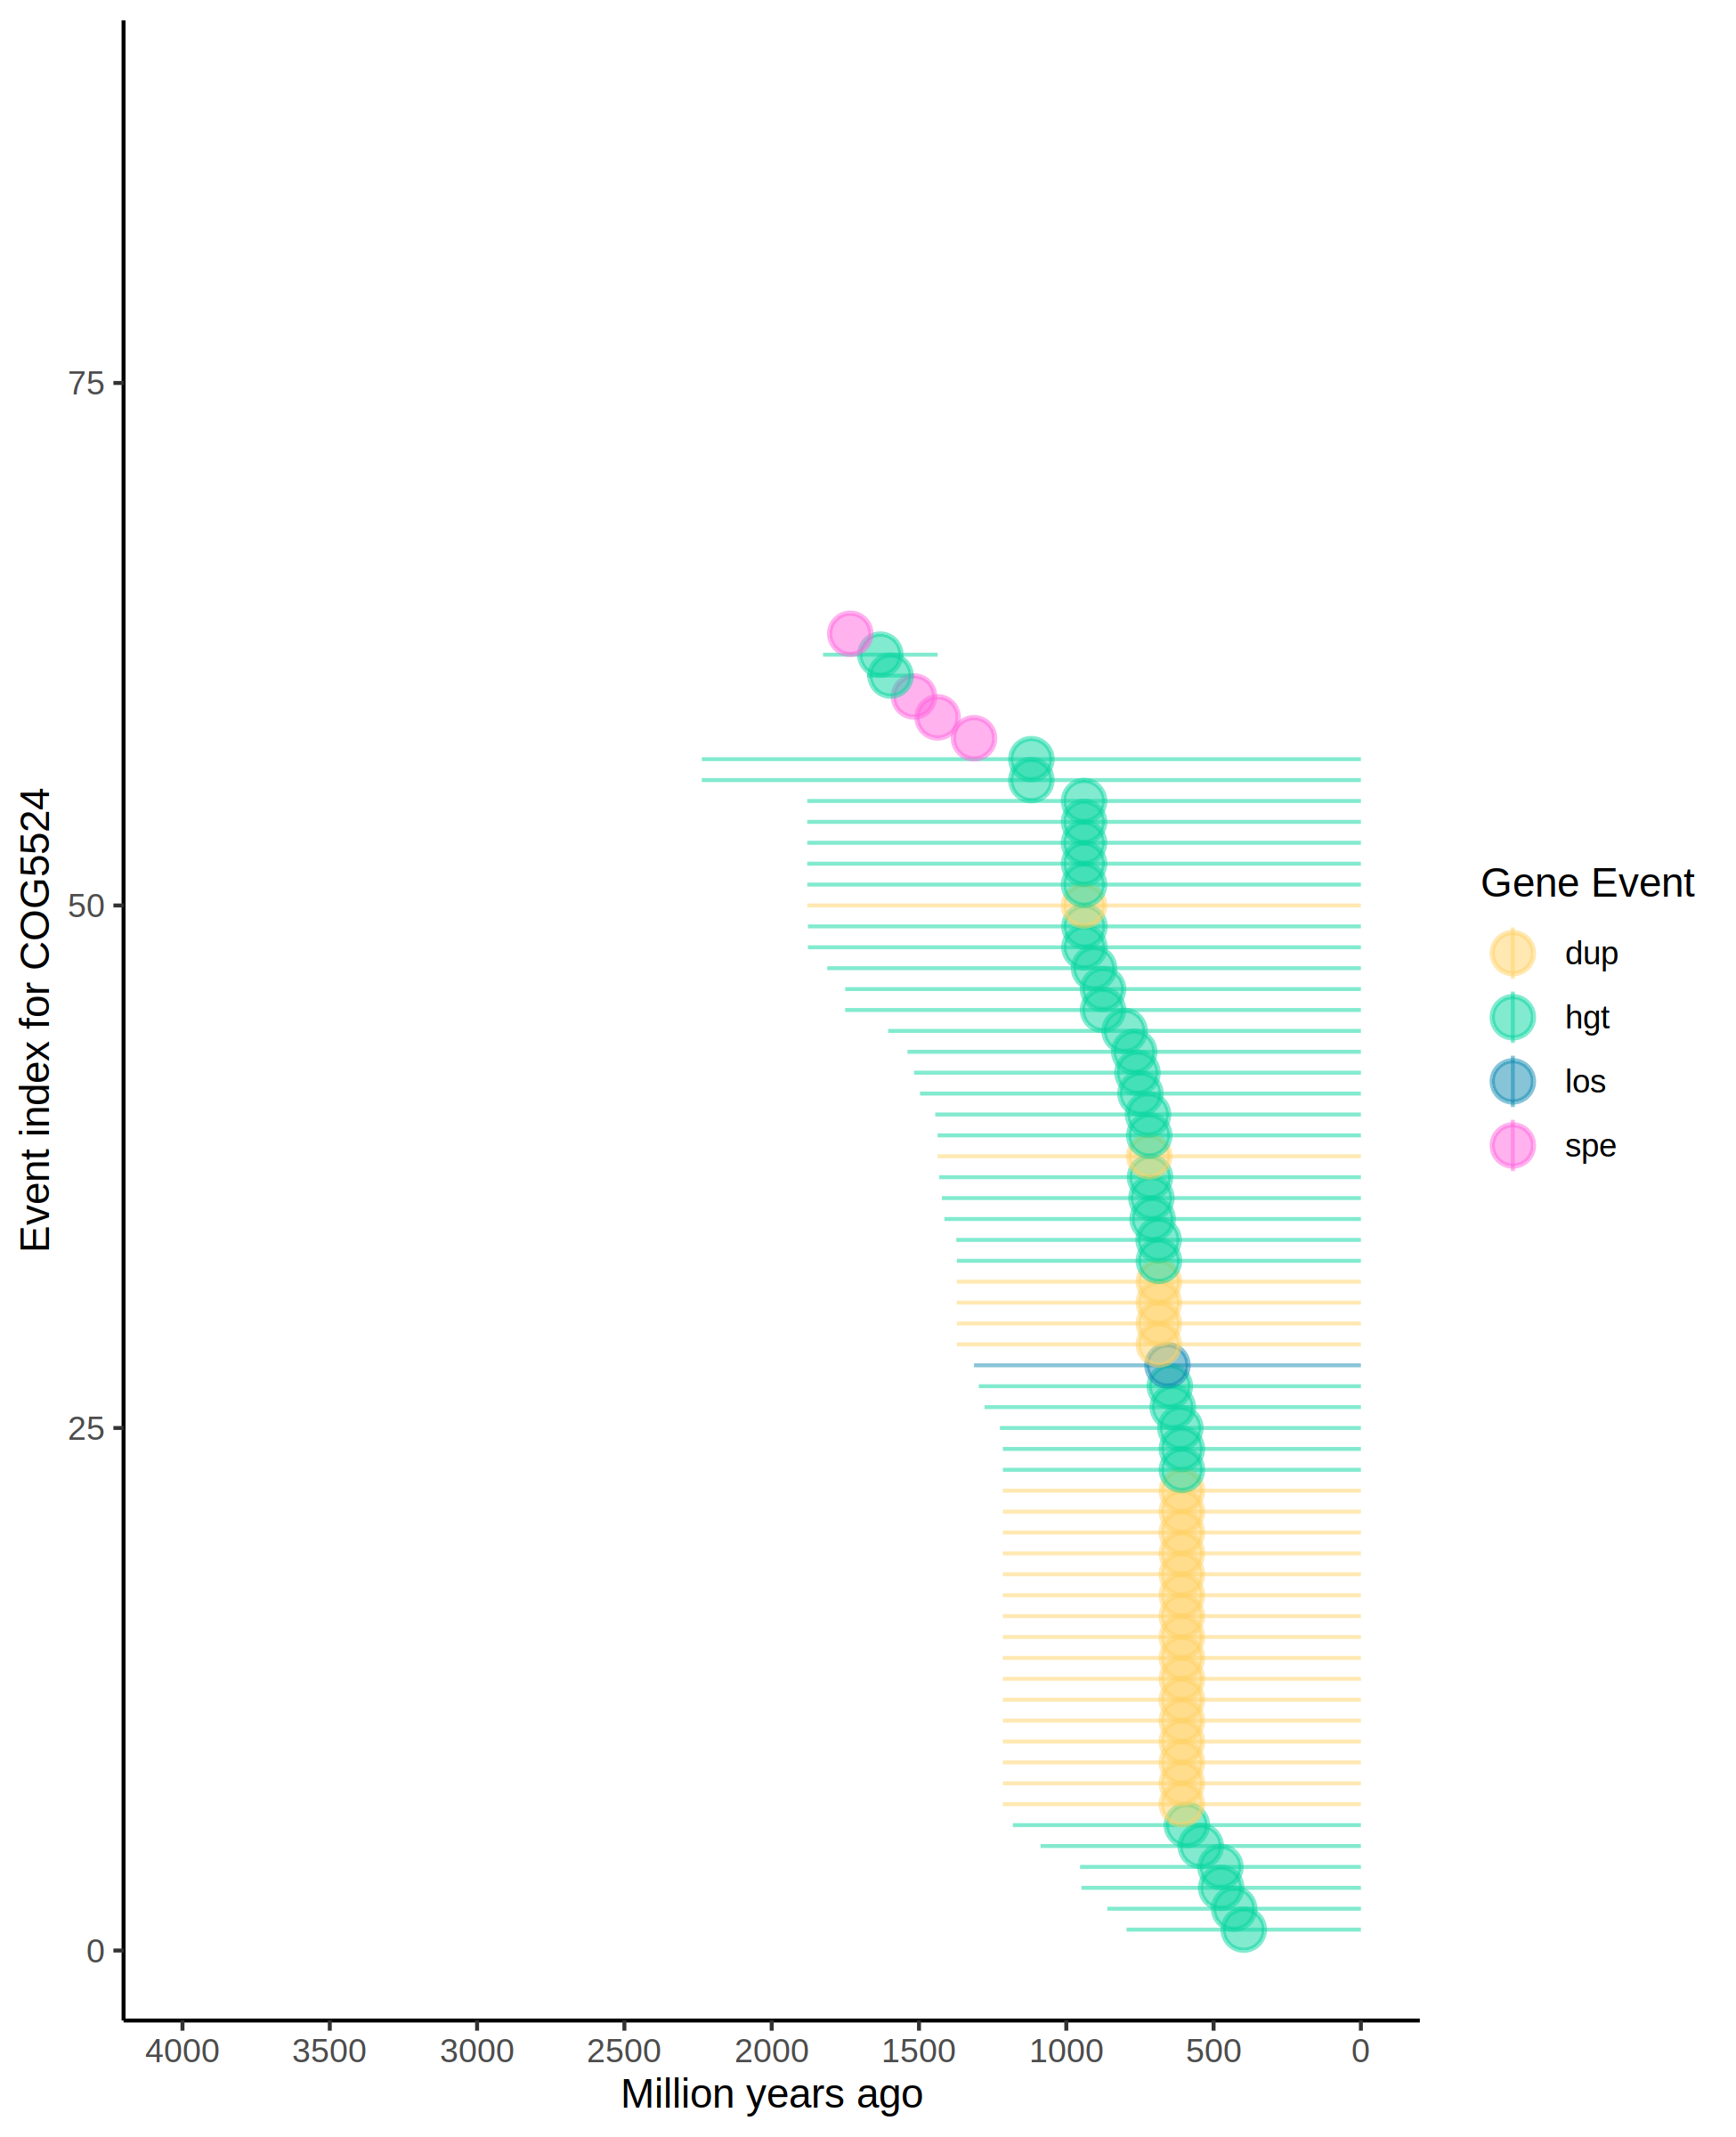 75
50
25
0
Event index for COG5524
4000 3500 3000 2500 2000 1500 1000 500 0
Million years ago
Gene Event
dup
hgt
los
spe